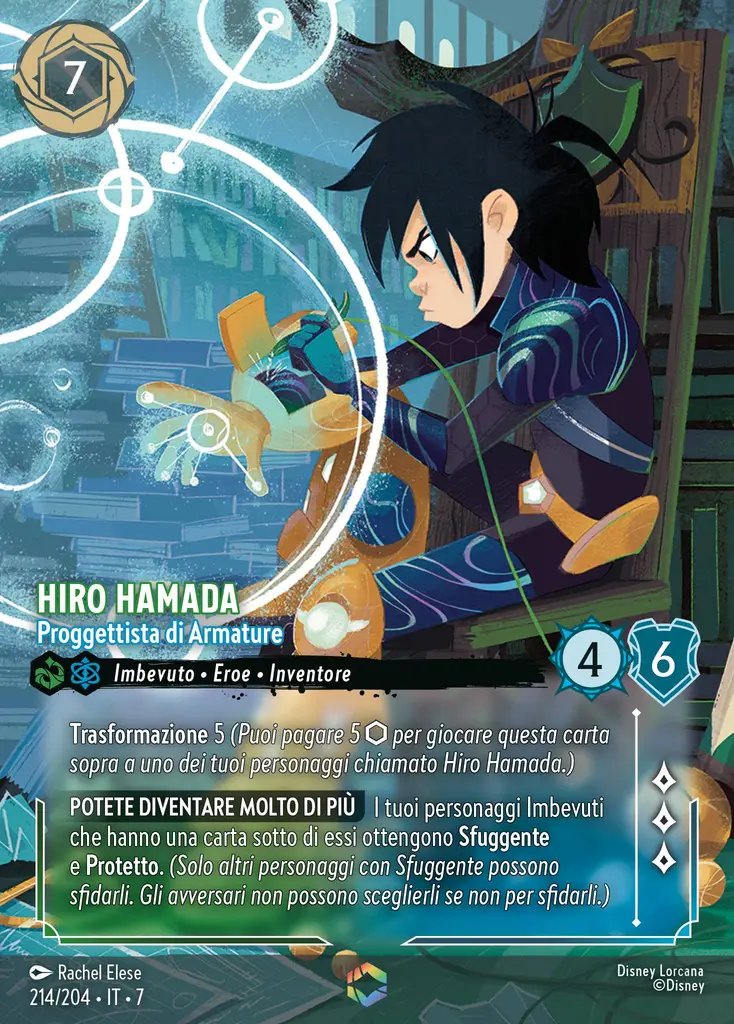 7
HIRO HAMADA
Proggettista di Armature
4
6
Imbevuto • Eroe • Inventore
Trasformazione 5 (Puoi pagare 5 ⬡ per giocare questa carta
sopra a uno dei tuoi personaggi chiamato Hiro Hamada.)
POTETE DIVENTARE MOLTO DI PIÙ I tuoi personaggi Imbevuti
che hanno una carta sotto di essi ottengono Sfuggente
e Protetto. (Solo altri personaggi con Sfuggente possono
sfidarli. Gli avversari non possono sceglierli se non per sfidarli.)
Rachel Elese
Disney Lorcana
214/204 • IT • 7
©Disney